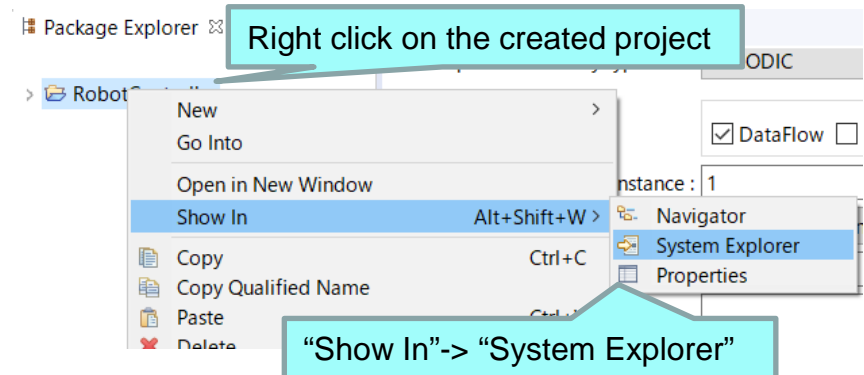 Package Explorer
Right click on the created project
ODIC
Robot
New
Go Into
DataFlow
Open in New Window
nstance : 1
Show In Alt+Shift+W >
Navigator
System Explorer
Properties
Copy Ctrl+C
Copy Qualified Name
Paste
Delete
“Show In”-> “System Explorer”